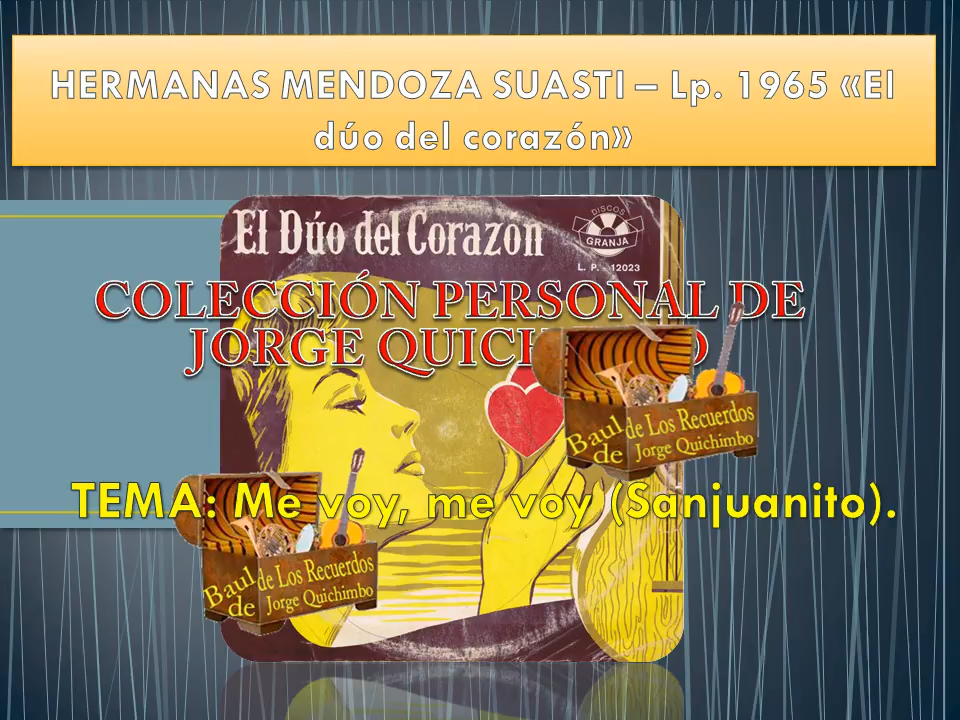 HERMANAS MENDOZA SUASTI – Lp. 1965 «El
dúo del corazón»
El Dúo del Corazón
DISCOS
GRANJA
L. P. - 12023
COLECCIÓN PERSONAL DE
JORGE
Baul de Los Recuerdos
de Jorge Quichimbo
TEMA: Me voy, me voy (Sanjuanito).
Baul de Los Recuerdos
de Jorge Quichimbo